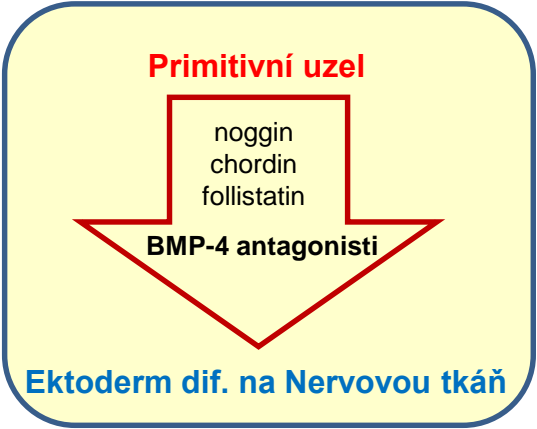 Primitivní uzel
noggin
chordin
follistatin
BMP-4 antagonisti
Ektoderm dif. na Nervovou tkáň